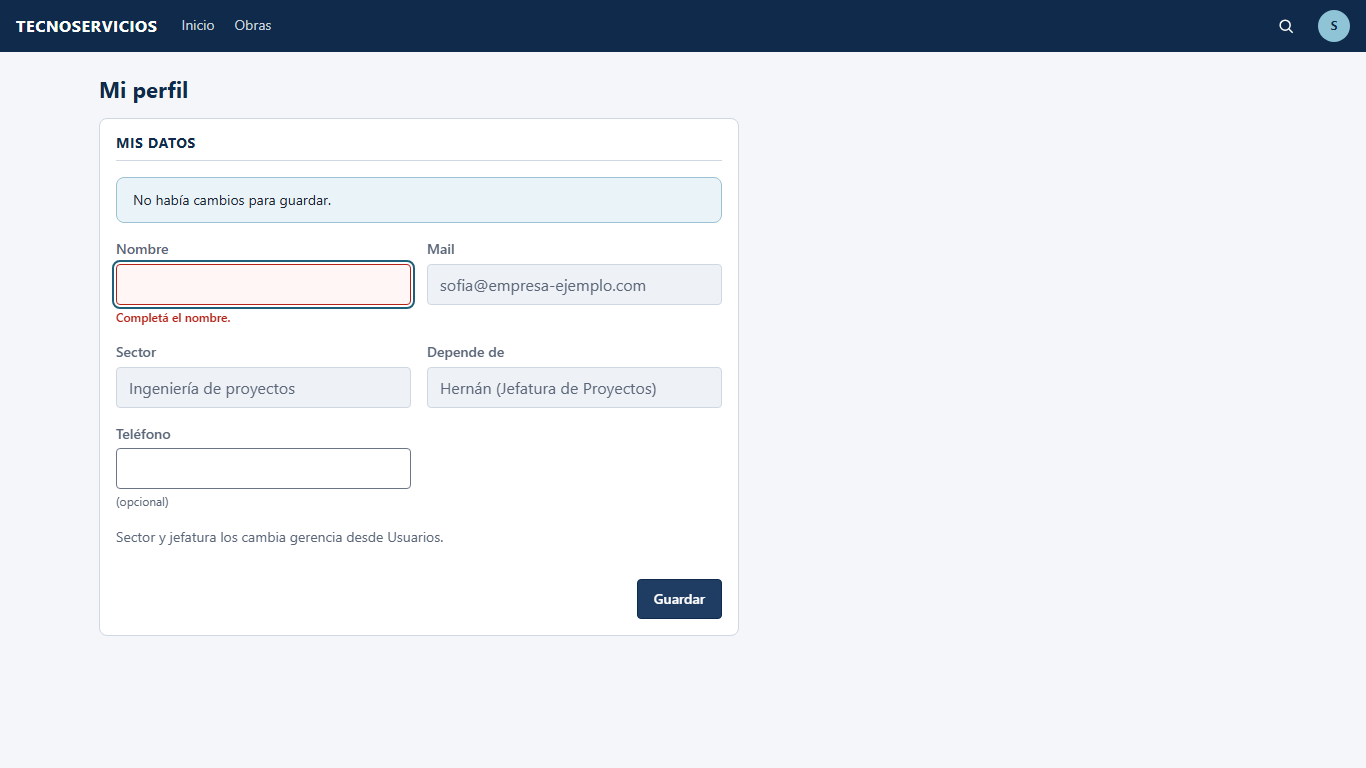 TECNOSERVICIOS Inicio Obras S
Mi perfil
MIS DATOS
No había cambios para guardar.
Nombre Mail
sofia@empresa-ejemplo.com
Completá el nombre.
Sector Depende de
Ingeniería de proyectos Hernán (Jefatura de Proyectos)
Teléfono
(opcional)
Sector y jefatura los cambia gerencia desde Usuarios.
Guardar